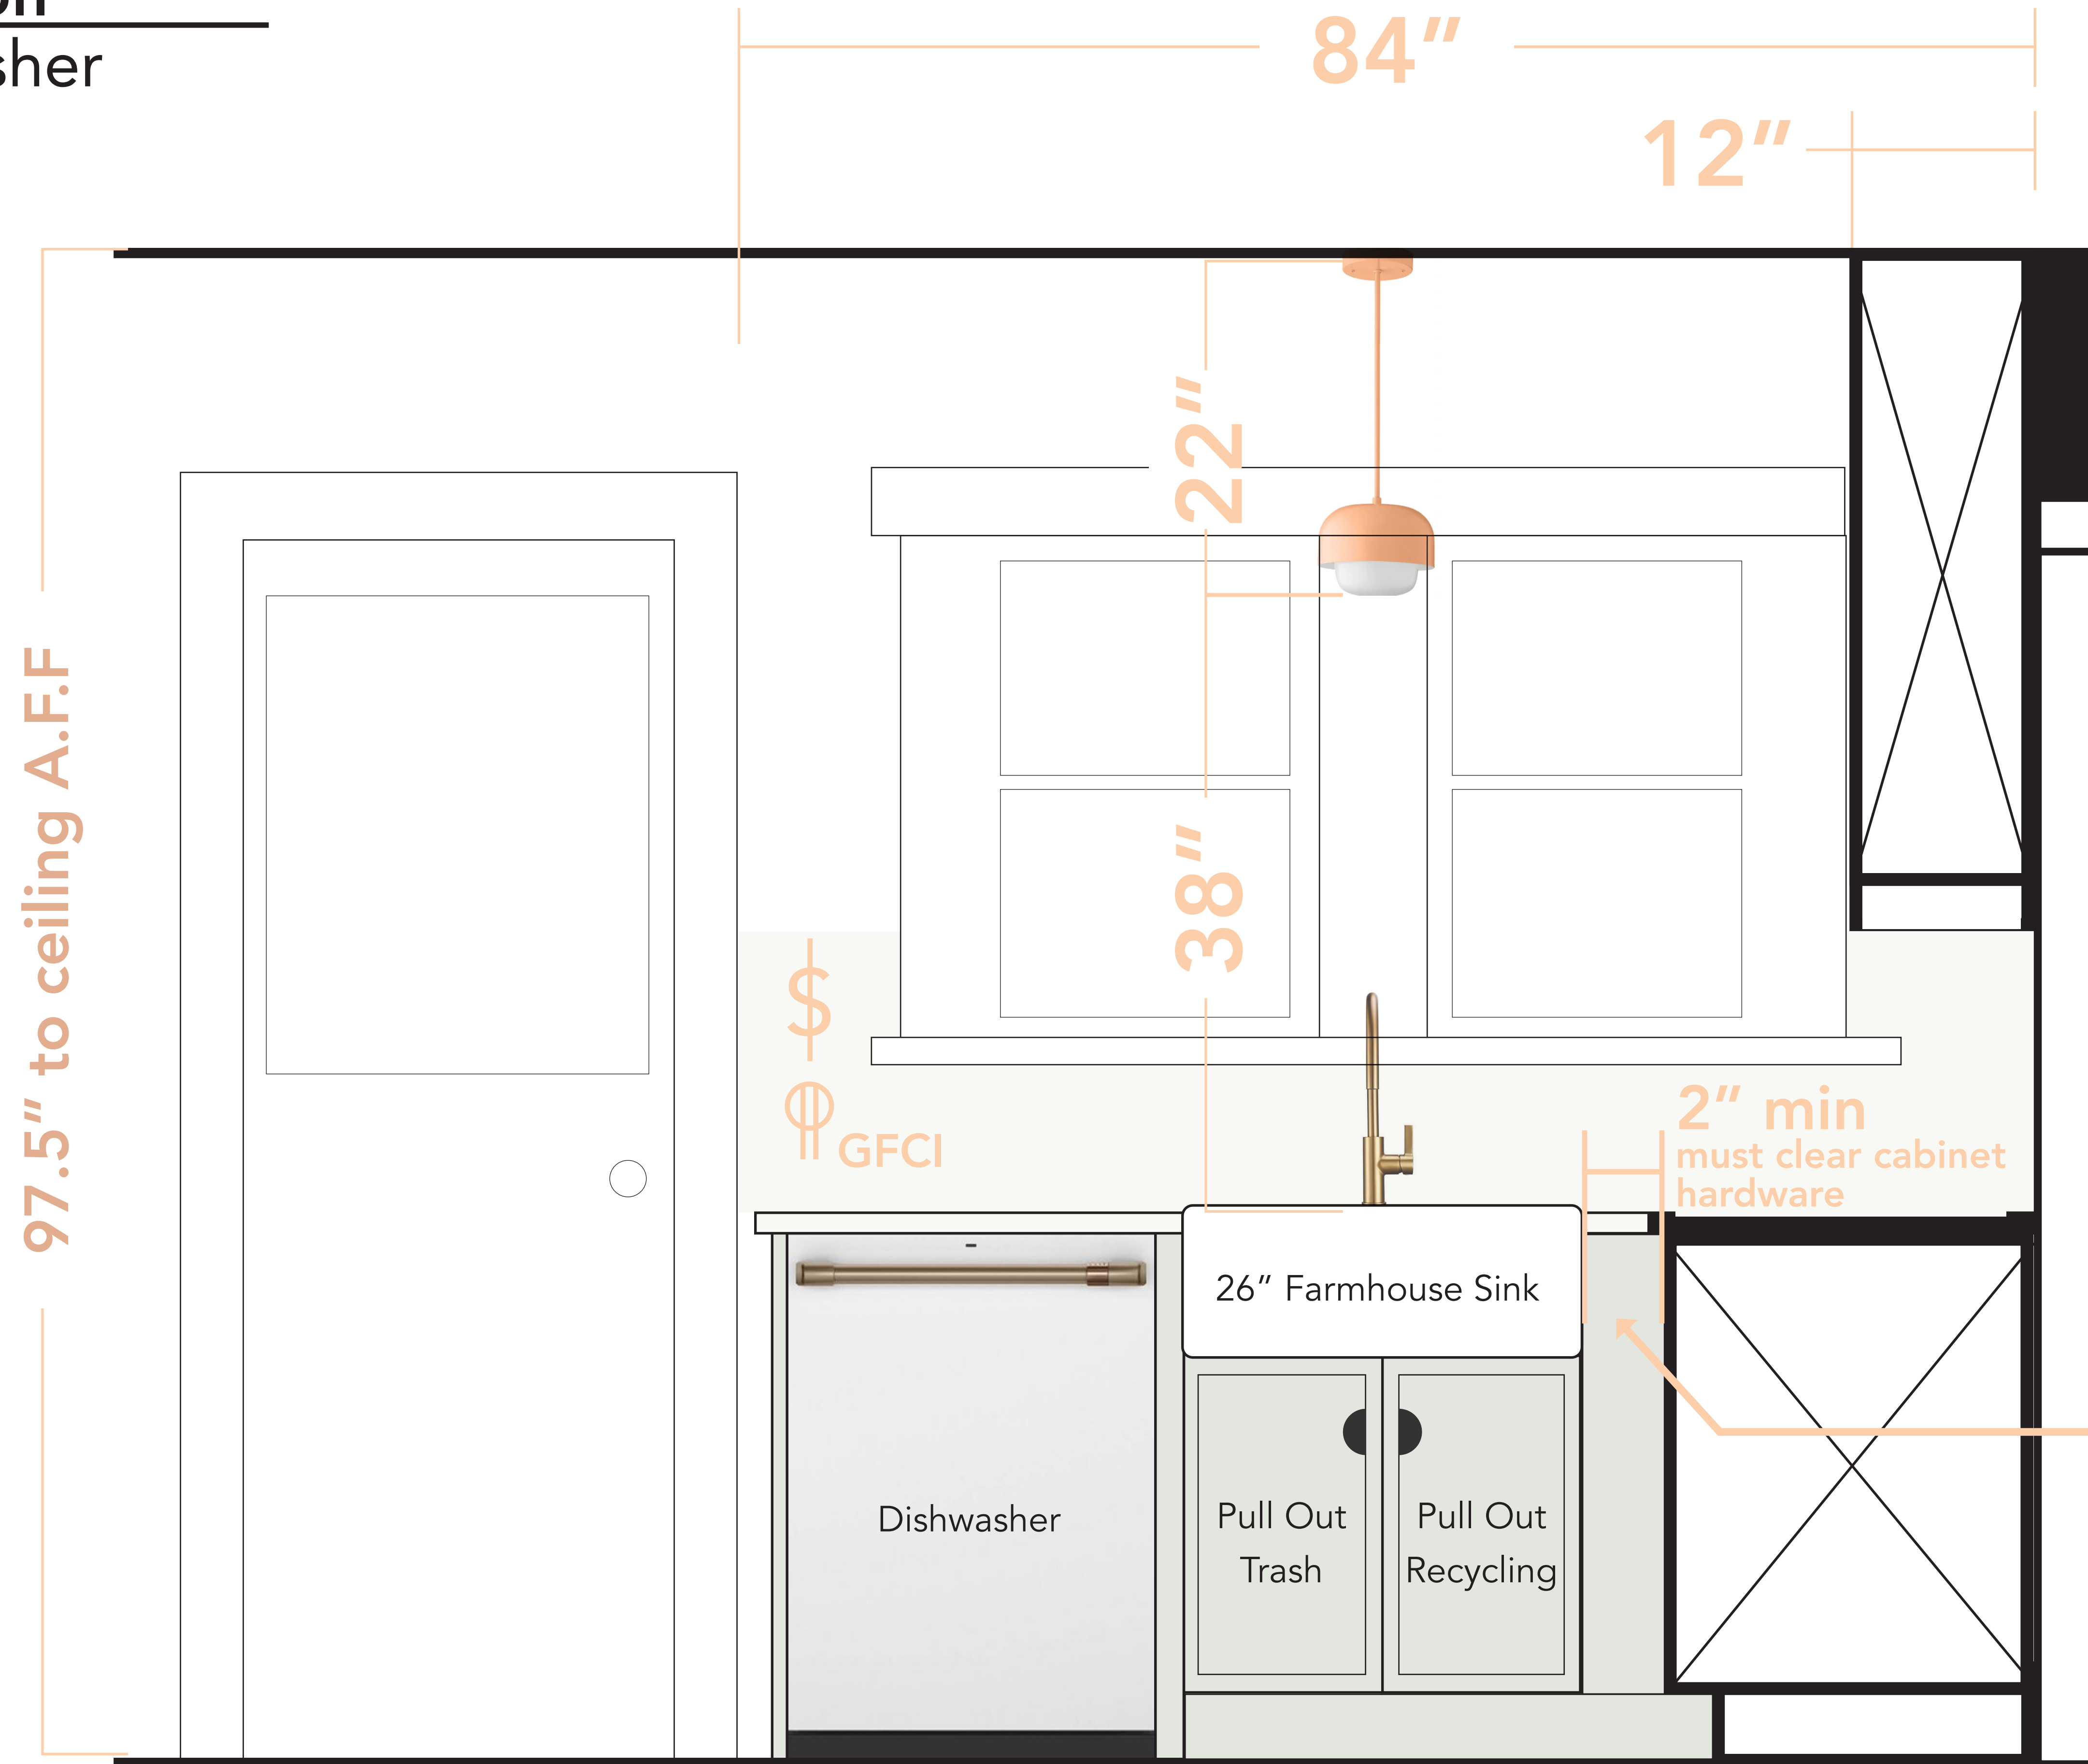 sher
84″
12″
22″
97.5″ to ceiling A.F.F
38″
$
GFCI
2″ min
must clear cabinet
hardware
26″ Farmhouse Sink
Dishwasher
Pull Out
Trash
Pull Out
Recycling